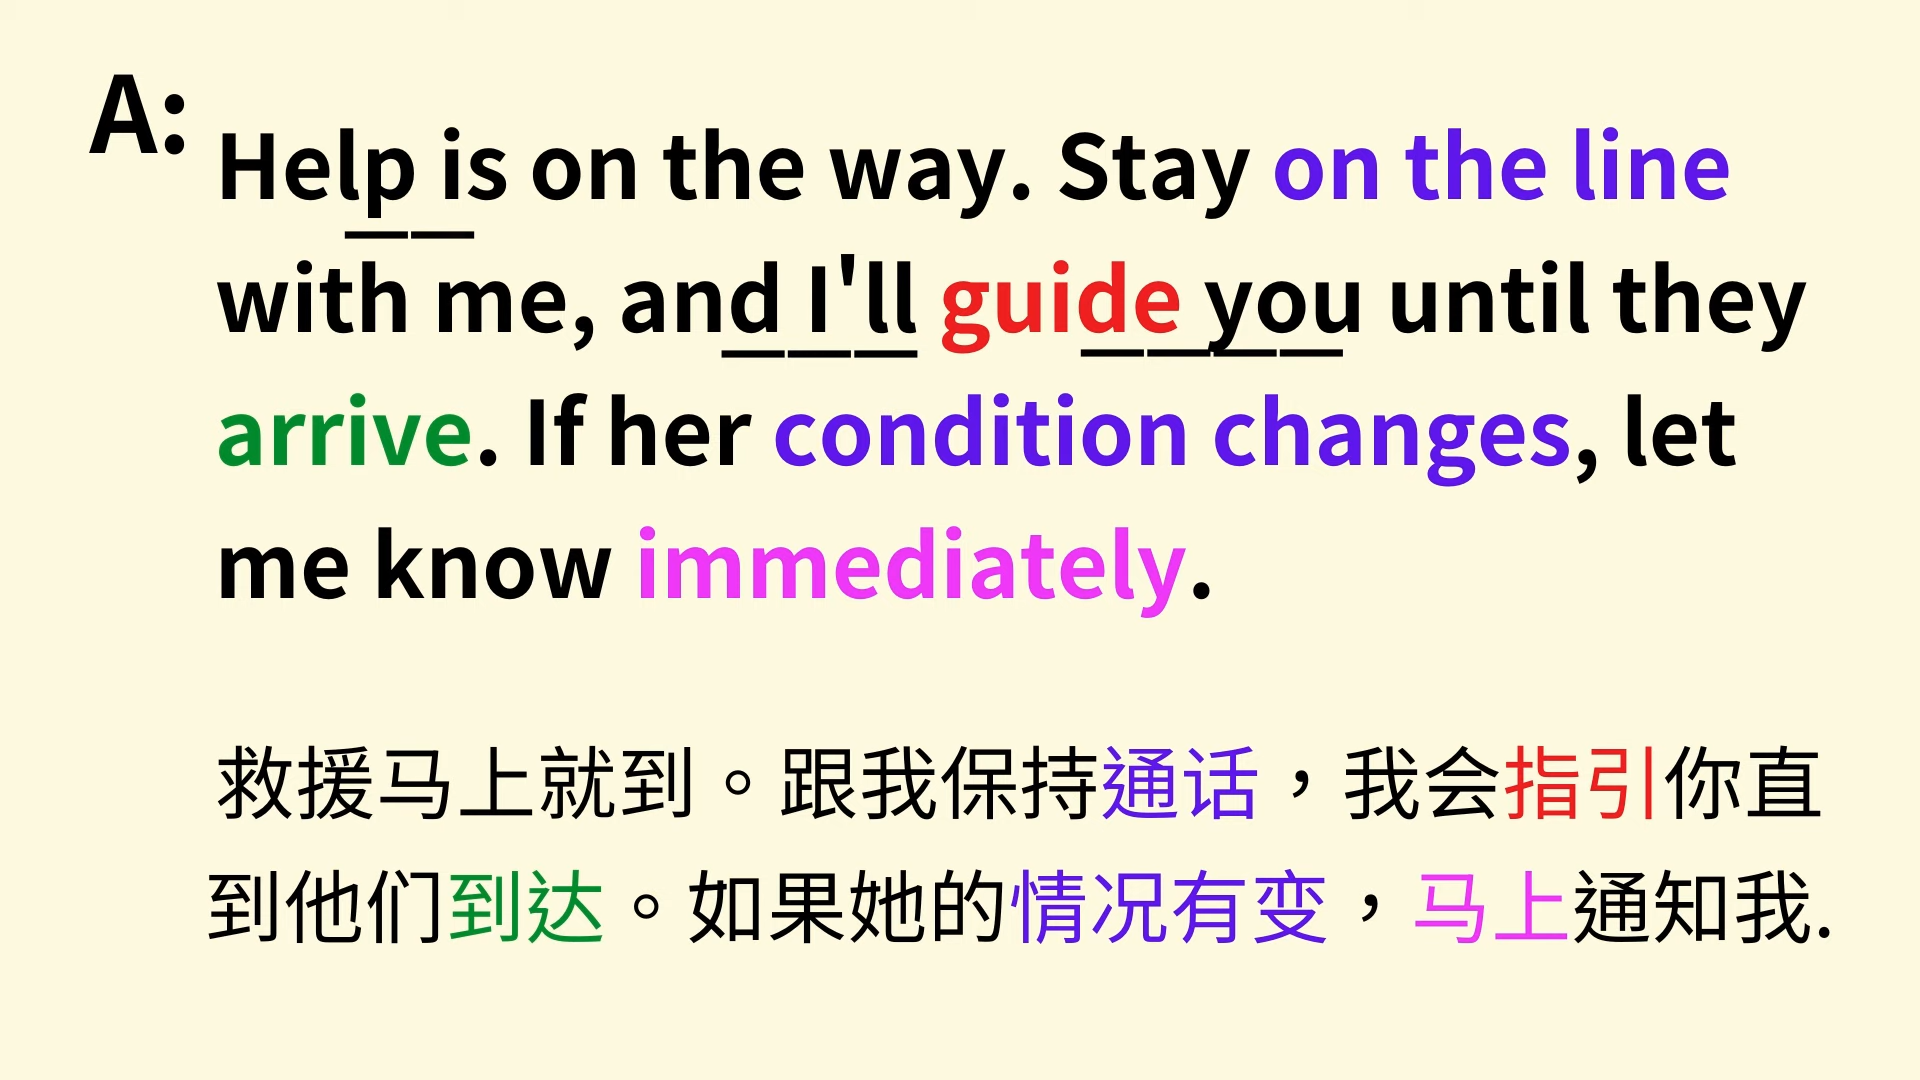 A:
Help is on the way. Stay on the line
with me, and I'll guide you until they
arrive. If her condition changes, let
me know immediately.
救援马上就到。跟我保持通话，我会指引你直
到他们到达。如果她的情况有变，马上通知我.